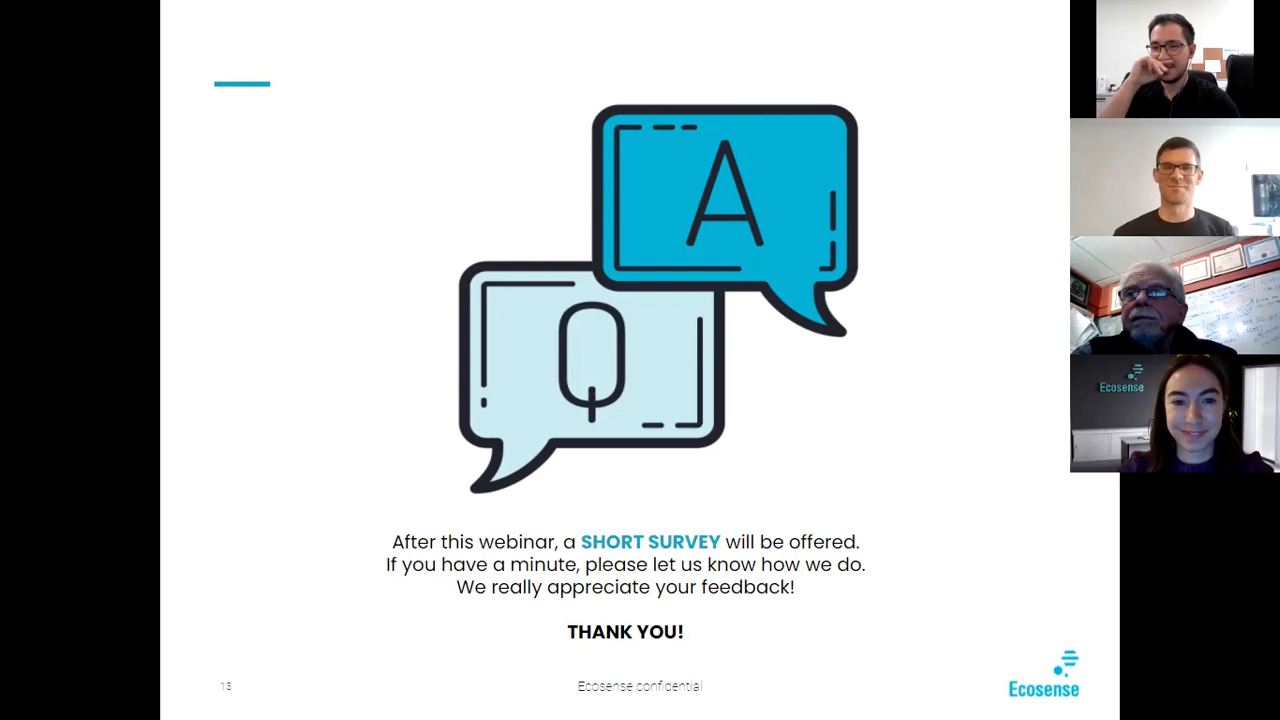 A
Q
Ecosense
After this webinar, a SHORT SURVEY will be offered.
If you have a minute, please let us know how we do.
We really appreciate your feedback!
THANK YOU!
13
Ecosense confidential
Ecosense